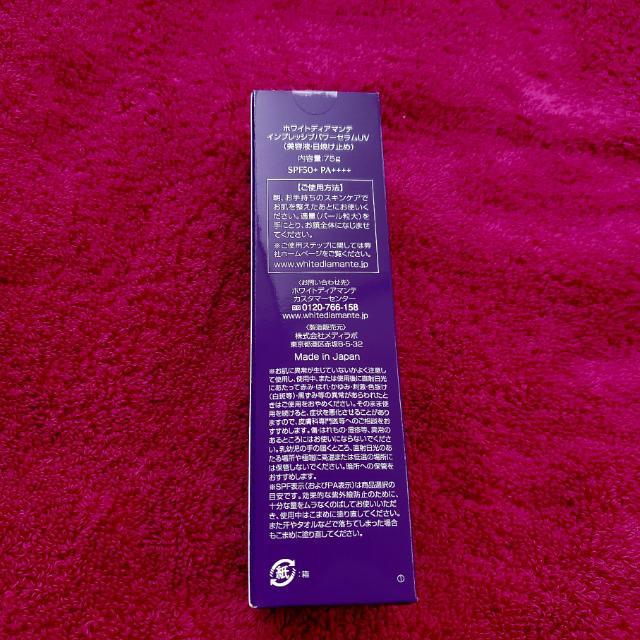 ホワイトディアマンテ
インプレッシブパワーセラムUV
(美容液・日焼け止め)
内容量:75g
SPF50+ PA++++
【ご使用方法】
朝、お手持ちのスキンケアで
お肌を整えたあとにお使いく
ださい。適量(パール粒大)を
手にとり、お顔全体になじませ
てください。
※ご使用ステップに関しては弊
社ホームページをご覧ください。
www.whitediamante.com
〈お問い合わせ先〉
ホワイトディアマンテ
カスタマーセンター
0120-766-158
www.whitediamante.com
〈製造販売元〉
株式会社メディラボ
東京都港区赤坂8-5-32
Made in Japan
※お肌に異常が生じていないかよく注意し
て使用し、使用中、または使用後に直射日光
にあたって赤み・はれ・かゆみ・刺激・色抜け
(白斑等)・黒ずみ等の異常があらわれたと
きはご使用をおやめください。そのまま使
用を続けると、症状を悪化させることがあり
ますので、皮膚科専門医等へのご相談をお
すすめします。傷・はれもの・湿疹等、異常の
あるところにはお使いにならないでください。
乳幼児の手の届くところ、直射日光のあ
たる場所や極端に高温または低温の場所に
は保管しないでください。暗所への保管を
おすすめします。
※SPF表示(およびPA表示)は商品選択の
目安です。効果的な紫外線防止のために、
十分な量をムラなくのばしてお使いいただ
き、使用中はこまめに塗り直してください。
また汗やタオルなどで落ちてしまった場合
もこまめに塗り直してください。
紙:箱
①